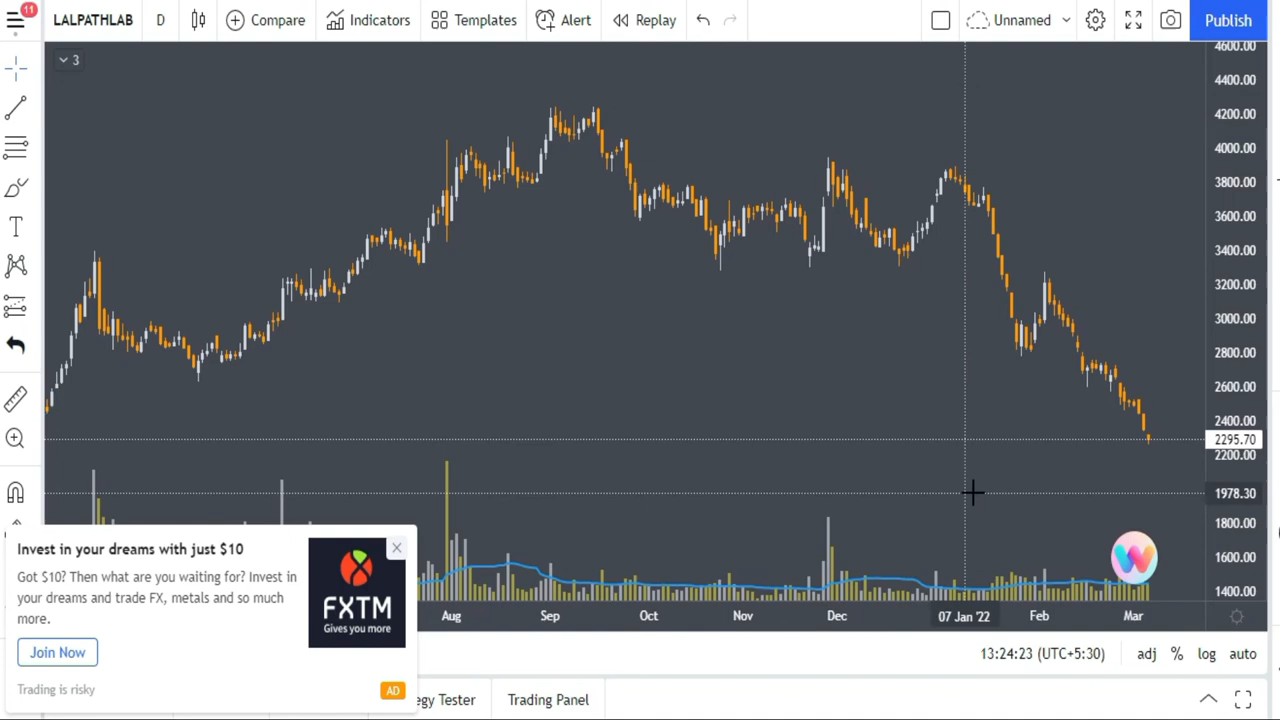 11
LALPATHLAB
D
Compare
Indicators
Templates
Alert
Replay
Unnamed
Publish
3
4600.00
4400.00
4200.00
4000.00
3800.00
3600.00
3400.00
3200.00
3000.00
2800.00
2600.00
2400.00
2295.70
2200.00
1978.30
1800.00
1600.00
1400.00
T
Invest in your dreams with just $10
Got $10? Then what are you waiting for? Invest in
your dreams and trade FX, metals and so much
more.
Join Now
Trading is risky
AD
FXTM
Gives you more
W
Aug
Sep
Oct
Nov
Dec
07 Jan '22
Feb
Mar
13:24:23 (UTC+5:30)
adj
%
log
auto
egy Tester
Trading Panel